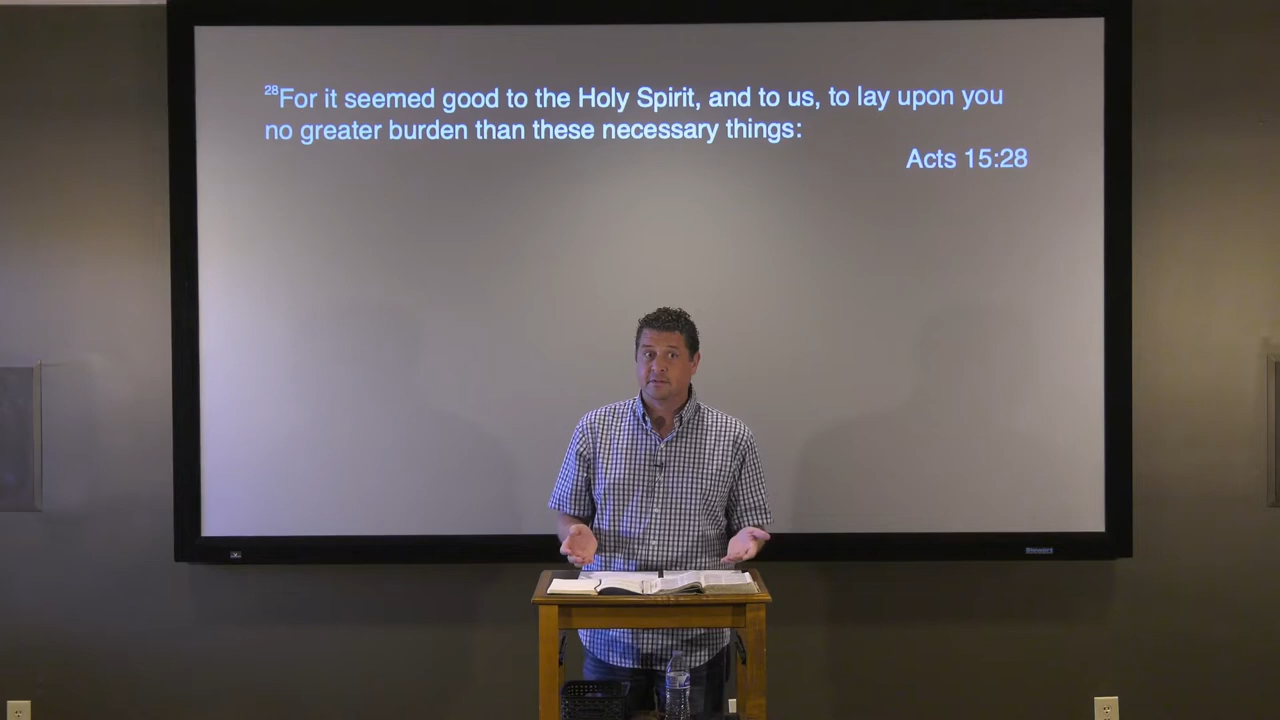 28For it seemed good to the Holy Spirit, and to us, to lay upon you
no greater burden than these necessary things:
Acts 15:28
Stewart